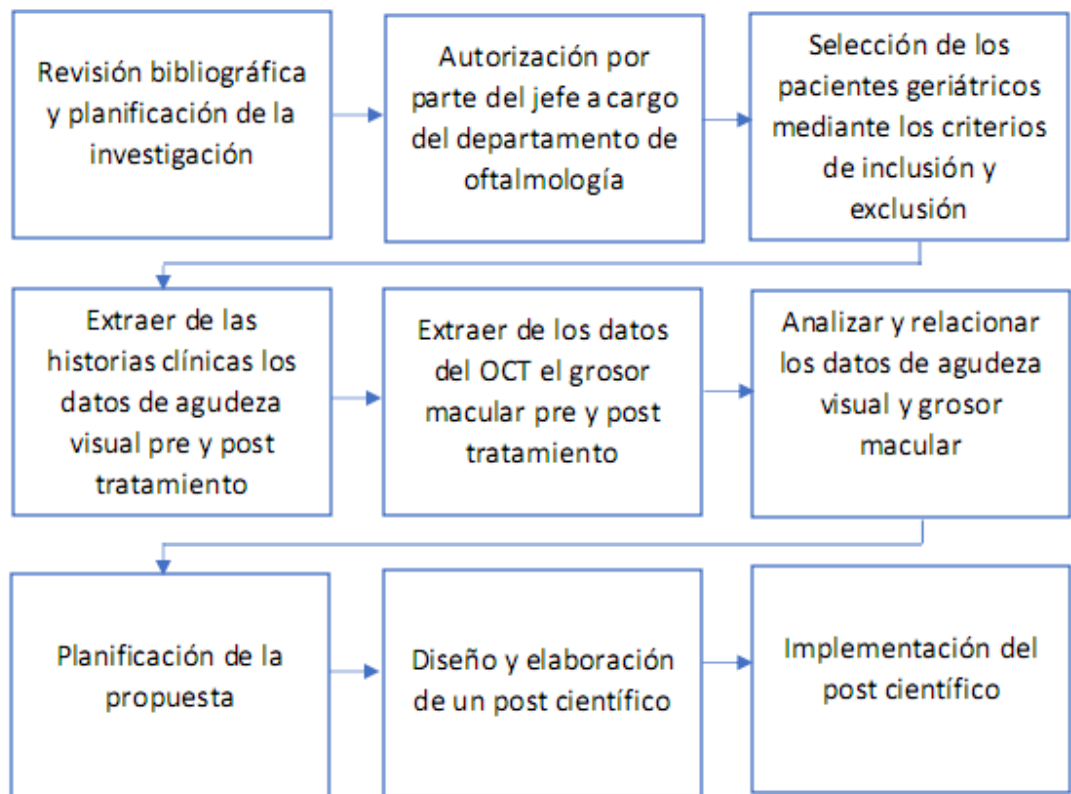 Revisión bibliográfica
y planificación de la
investigación
Autorización por
parte del jefe a cargo
del departamento de
oftalmología
Selección de los
pacientes geriátricos
mediante los criterios
de inclusión y
exclusión
Extraer de las
historias clínicas los
datos de agudeza
visual pre y post
tratamiento
Extraer de los datos
del OCT el grosor
macular pre y post
tratamiento
Analizar y relacionar
los datos de agudeza
visual y grosor
macular
Planificación de la
propuesta
Diseño y elaboración
de un post científico
Implementación del
post científico